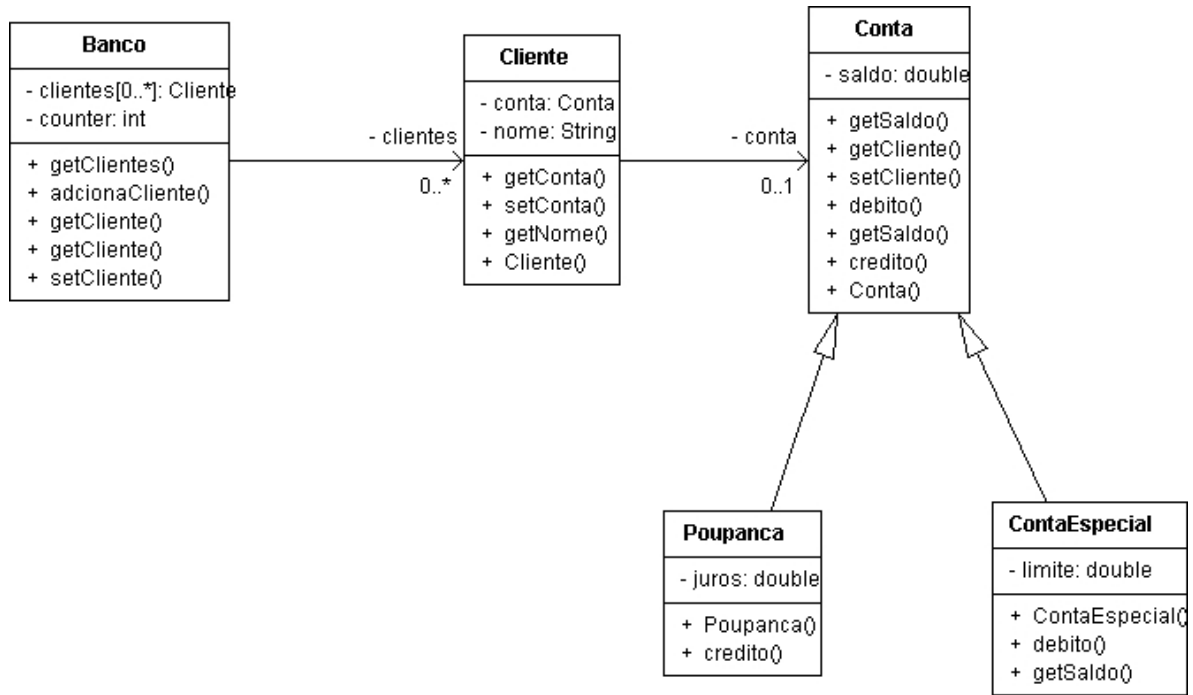 Banco
- clientes[0..*]: Cliente
- counter: int
+ getClientes()
+ adcionaCliente()
+ getCliente()
+ getCliente()
+ setCliente()
- clientes
0..*
Cliente
- conta: Conta
- nome: String
+ getConta()
+ setConta()
+ getNome()
+ Cliente()
- conta
0..1
Conta
- saldo: double
+ getSaldo()
+ getCliente()
+ setCliente()
+ debito()
+ getSaldo()
+ credito()
+ Conta()
Poupanca
- juros: double
+ Poupanca()
+ credito()
ContaEspecial
- limite: double
+ ContaEspecial()
+ debito()
+ getSaldo()